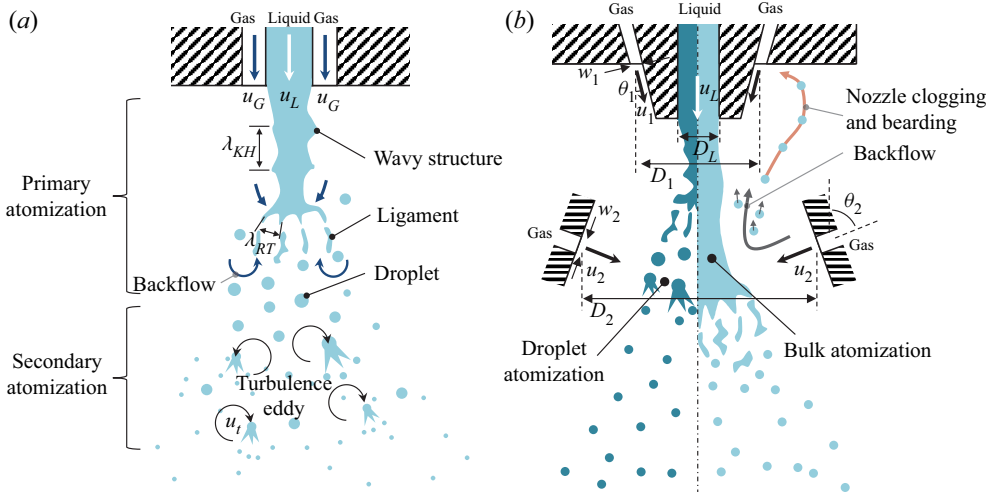 (a)
Gas Liquid Gas
u_G u_L u_G
λ_KH
Wavy structure
Primary
atomization
Ligament
λ_RT
Backflow
Droplet
Secondary
atomization
Turbulence
eddy
u_t
(b)
Gas
Liquid
Gas
w_1
θ_1
u_1
u_L
Nozzle clogging
and bearding
D_L
D_1
Backflow
w_2
θ_2
Gas
Gas
u_2
u_2
D_2
Droplet
atomization
Bulk atomization